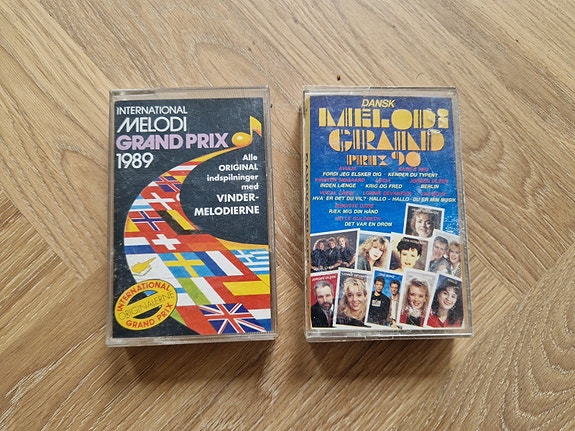 INTERNATIONAL
MELODI
GRAND PRIX
1989
Alle
ORIGINAL
indspilninger
med
VINDER-
MELODIERNE
INTERNATIONAL
ORIGINALERNE
GRAND PRIX
DANSK
MELODI
GRAND
PRIX '90
FORDI JEG ELSKER DIG · KENDER DU TYPEN?
INDEN LÆNGE · KRIG OG FRED · BERLIN
HVA' ER DET DU VIL? · HALLO - HALLO · DU ER MIN MUSIK
RÆK MIG DIN HÅND
DET VAR EN DRØM